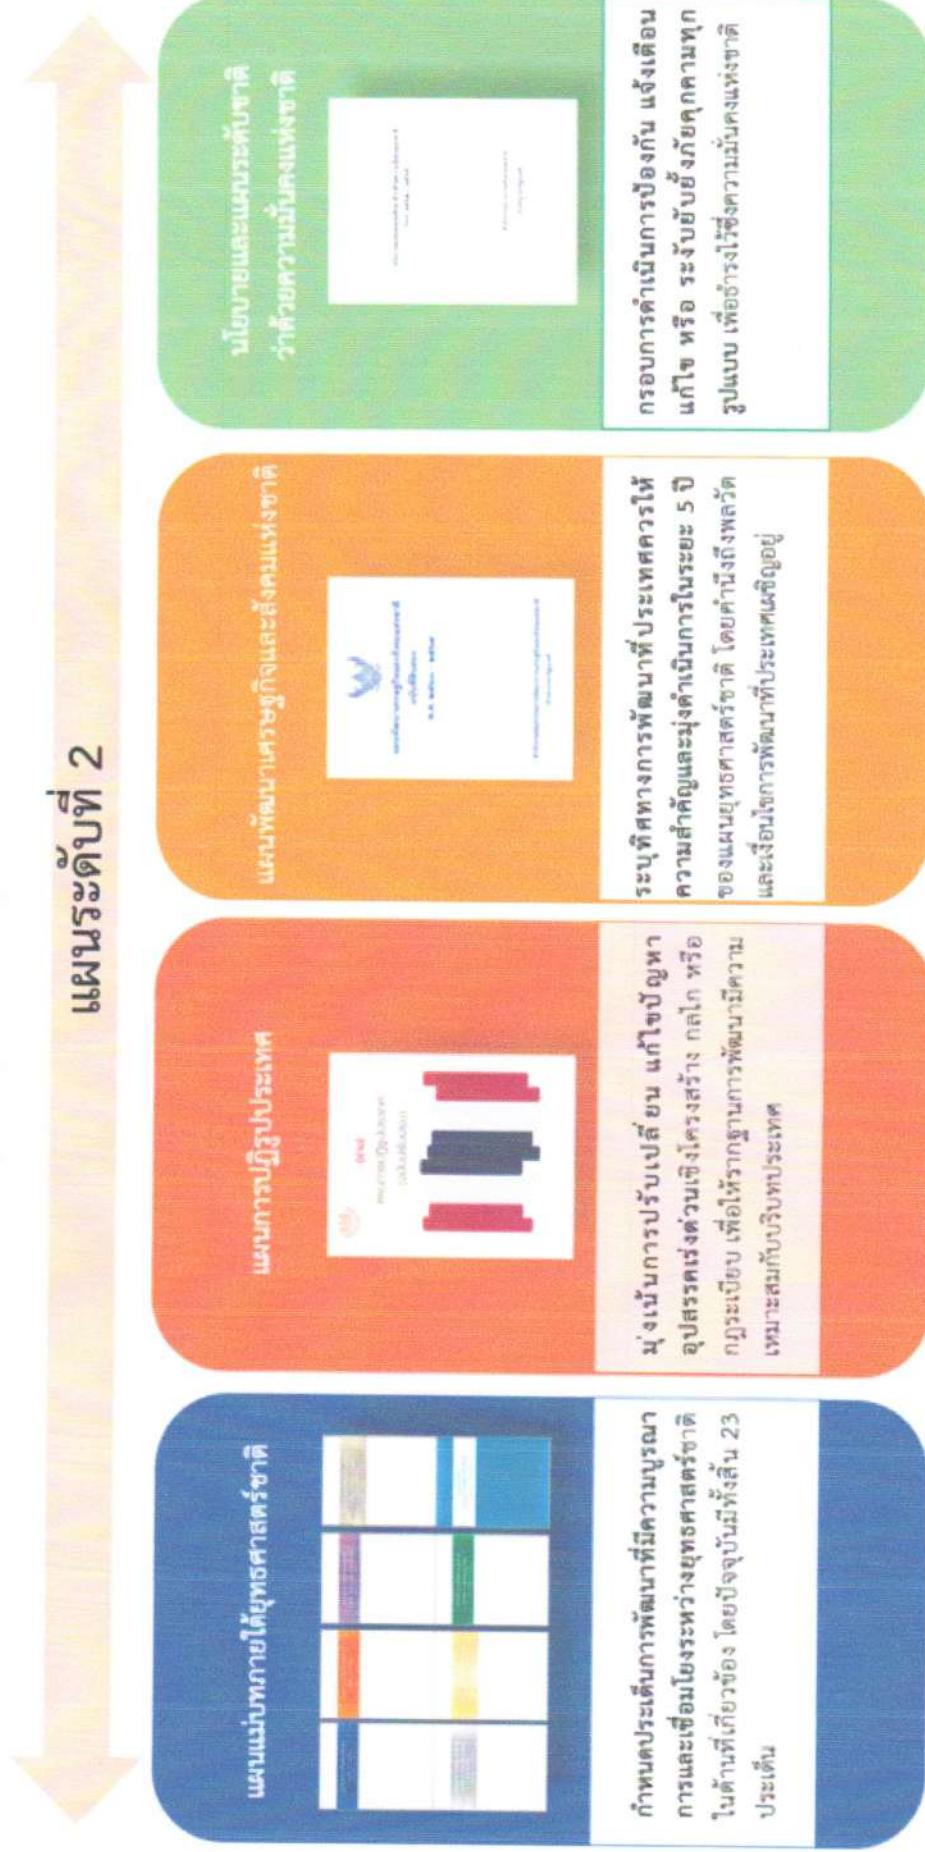 แผนระดับที่ 2
แผนแม่บทภายใต้ยุทธศาสตร์ชาติ
กำหนดประเด็นการพัฒนาที่มีความบูรณา
การและเชื่อมโยงระหว่างยุทธศาสตร์ชาติ
ในด้านที่เกี่ยวข้อง โดยปัจจุบันมีทั้งสิ้น 23
ประเด็น
แผนการปฏิรูปประเทศ
มุ่งเน้นการปรับเปลี่ยน แก้ไขปัญหา
อุปสรรคเร่งด่วนเชิงโครงสร้าง กลไก หรือ
กฎระเบียบ เพื่อให้รากฐานการพัฒนามีความ
เหมาะสมกับบริบทประเทศ
แผนพัฒนาเศรษฐกิจและสังคมแห่งชาติ
ระบุทิศทางการพัฒนาที่ประเทศควรให้
ความสำคัญและมุ่งดำเนินการในระยะ 5 ปี
ของแผนยุทธศาสตร์ชาติ โดยคำนึงถึงพลวัต
และเงื่อนไขการพัฒนาที่ประเทศเผชิญอยู่
นโยบายและแผนระดับชาติ
ว่าด้วยความมั่นคงแห่งชาติ
กรอบการดำเนินการป้องกัน แจ้งเตือน
แก้ไข หรือ ระงับยับยั้งภัยคุกคามทุก
รูปแบบ เพื่อธำรงไว้ซึ่งความมั่นคงแห่งชาติ